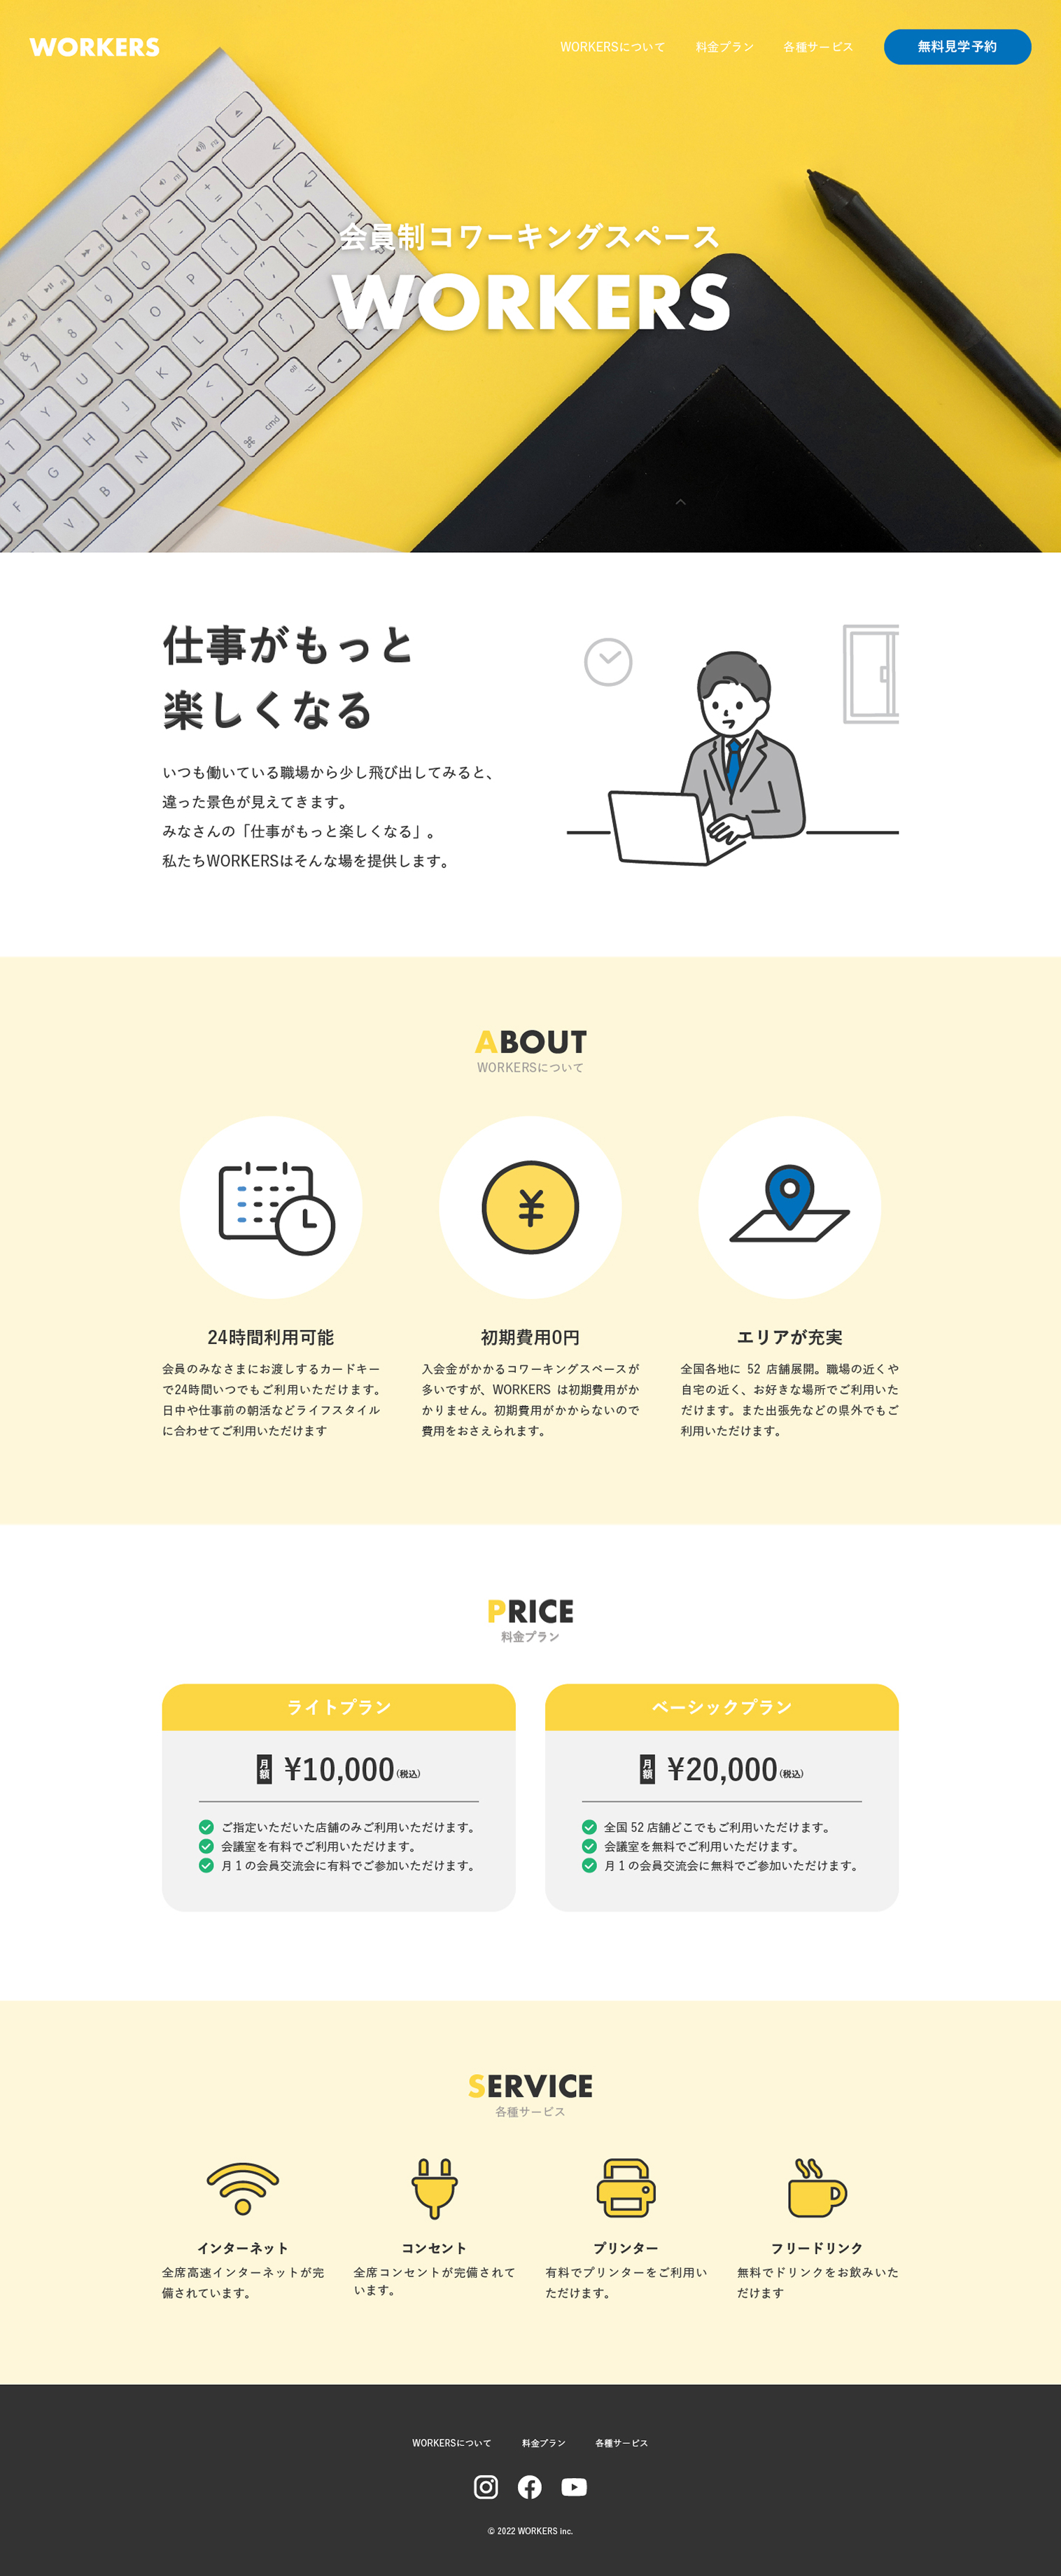 WORKERS
WORKERSについて 料金プラン 各種サービス 無料見学予約
会員制コワーキングスペース
WORKERS
仕事がもっと
楽しくなる
いつも働いている職場から少し飛び出してみると、
違った景色が見えてきます。
みなさんの「仕事がもっと楽しくなる」。
私たちWORKERSはそんな場を提供します。
ABOUT
WORKERSについて
24時間利用可能
会員のみなさまにお渡しするカードキー
で24時間いつでもご利用いただけます。
日中や仕事前の朝活などライフスタイル
に合わせてご利用いただけます
初期費用0円
入会金がかかるコワーキングスペースが
多いですが、WORKERS は初期費用がか
かりません。初期費用がかからないので
費用をおさえられます。
エリアが充実
全国各地に 52 店舗展開。職場の近くや
自宅の近く、お好きな場所でご利用いた
だけます。また出張先などの県外でもご
利用いただけます。
PRICE
料金プラン
ライトプラン
月額 ¥10,000(税込)
ご指定いただいた店舗のみご利用いただけます。
会議室を有料でご利用いただけます。
月1の会員交流会に有料でご参加いただけます。
ベーシックプラン
月額 ¥20,000(税込)
全国 52 店舗どこでもご利用いただけます。
会議室を無料でご利用いただけます。
月1の会員交流会に無料でご参加いただけます。
SERVICE
各種サービス
インターネット
全席高速インターネットが完
備されています。
コンセント
全席コンセントが完備されて
います。
プリンター
有料でプリンターをご利用い
ただけます。
フリードリンク
無料でドリンクをお飲みいた
だけます
WORKERSについて 料金プラン 各種サービス
© 2022 WORKERS inc.